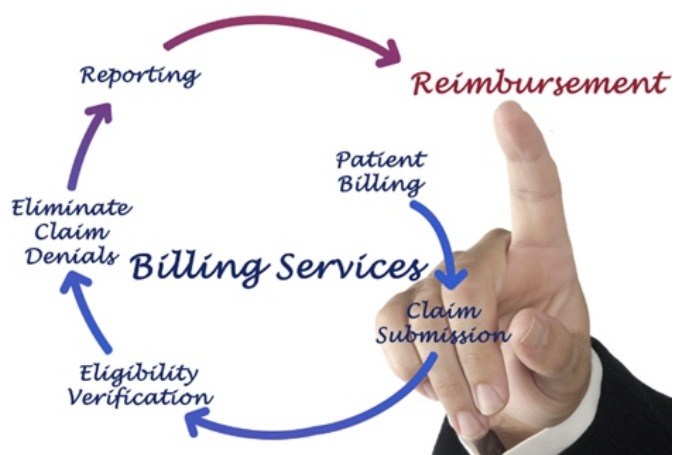 Reporting
Reimbursement
Patient
Billing
Eliminate
Claim
Denials
Billing Services
Claim
Submission
Eligibility
Verification